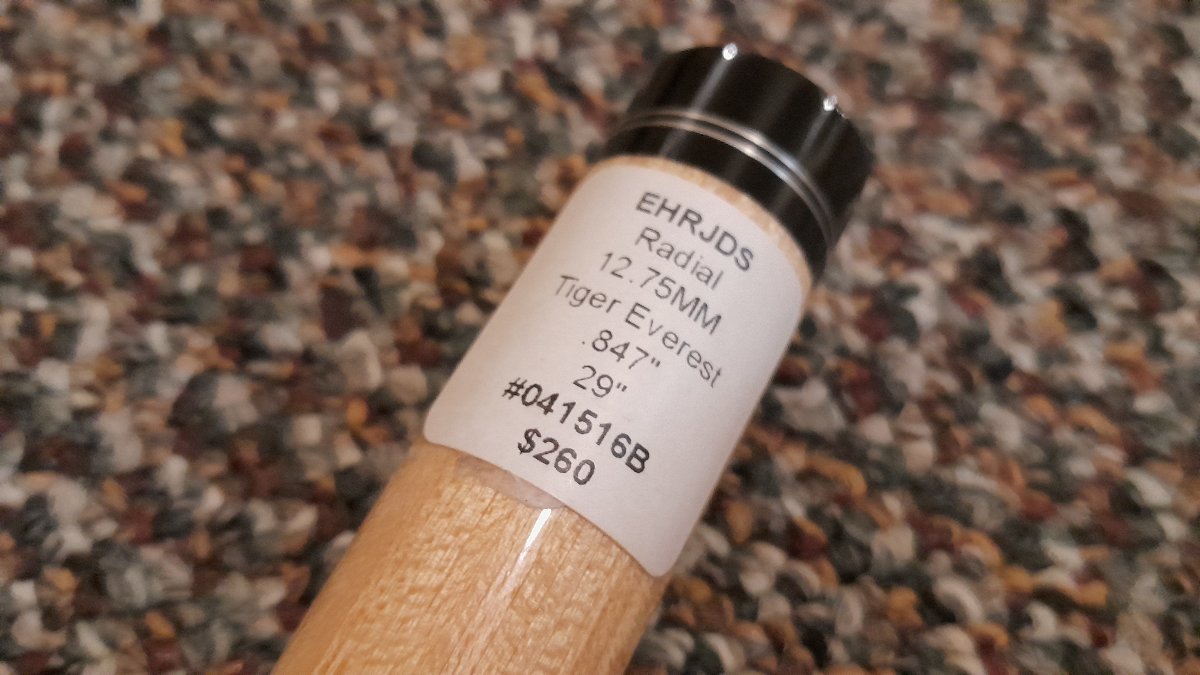 EHRJDS
Radial
12.75MM
Tiger Everest
.847"
29"
#041516B
$260